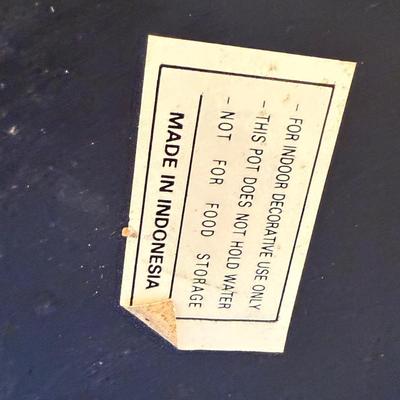 - FOR INDOOR DECORATIVE USE ONLY
- THIS POT DOES NOT HOLD WATER
- NOT FOR FOOD STORAGE
MADE IN INDONESIA